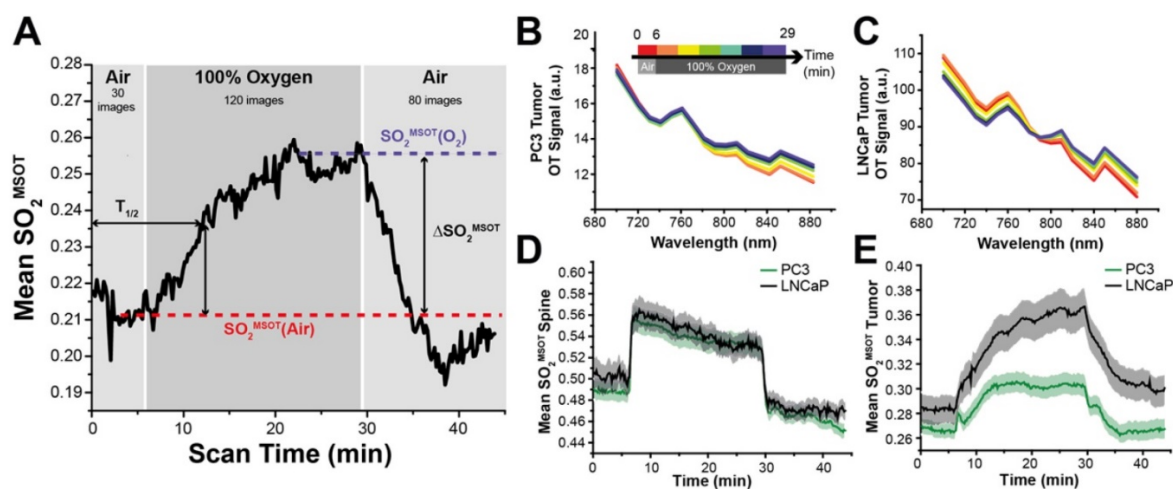 A
Mean SO2MSOT
0.28
0.26
0.25
0.24
0.22
0.21
0.20
0.19
Air
30 images
100% Oxygen
120 images
Air
80 images
SO2MSOT(O2)
T1/2
ΔSO2MSOT
SO2MSOT(Air)
0 10 20 30 40
Scan Time (min)
B
PC3 Tumor
OT Signal (a.u.)
20
18
16
14
12
0 6 29
Air 100% Oxygen
Time
(min)
680 720 760 800 840 880
Wavelength (nm)
C
LNCaP Tumor
OT Signal (a.u.)
110
100
90
80
70
680 720 760 800 840 880
Wavelength (nm)
D
Mean SO2MSOT Spine
0.60
0.58
0.56
0.54
0.53
0.50
0.48
0.46
0.44
PC3
LNCaP
0 10 20 30 40
Time (min)
E
Mean SO2MSOT Tumor
0.40
0.38
0.36
0.34
0.32
0.30
0.28
0.26
PC3
LNCaP
0 10 20 30 40
Time (min)